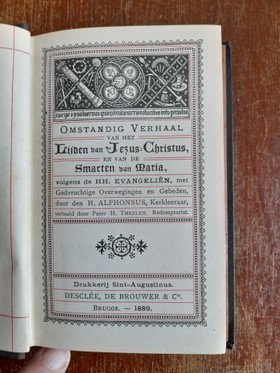 Omstandig Verhaal
VAN HET
Lijden van Jezus-Christus,
EN VAN DE
Smarten van Maria,
volgens de HH. EVANGELIËN, met
Godvruchtige Overwegingen en Gebeden,
door den H. ALPHONSUS, Kerkleeraar,
vertaald door Pater H. THEELEN, Redemptorist.
Drukkerij Sint-Augustinus.
DESCLÉE, DE BROUWER & Cie.
BRUGGE. — 1889.